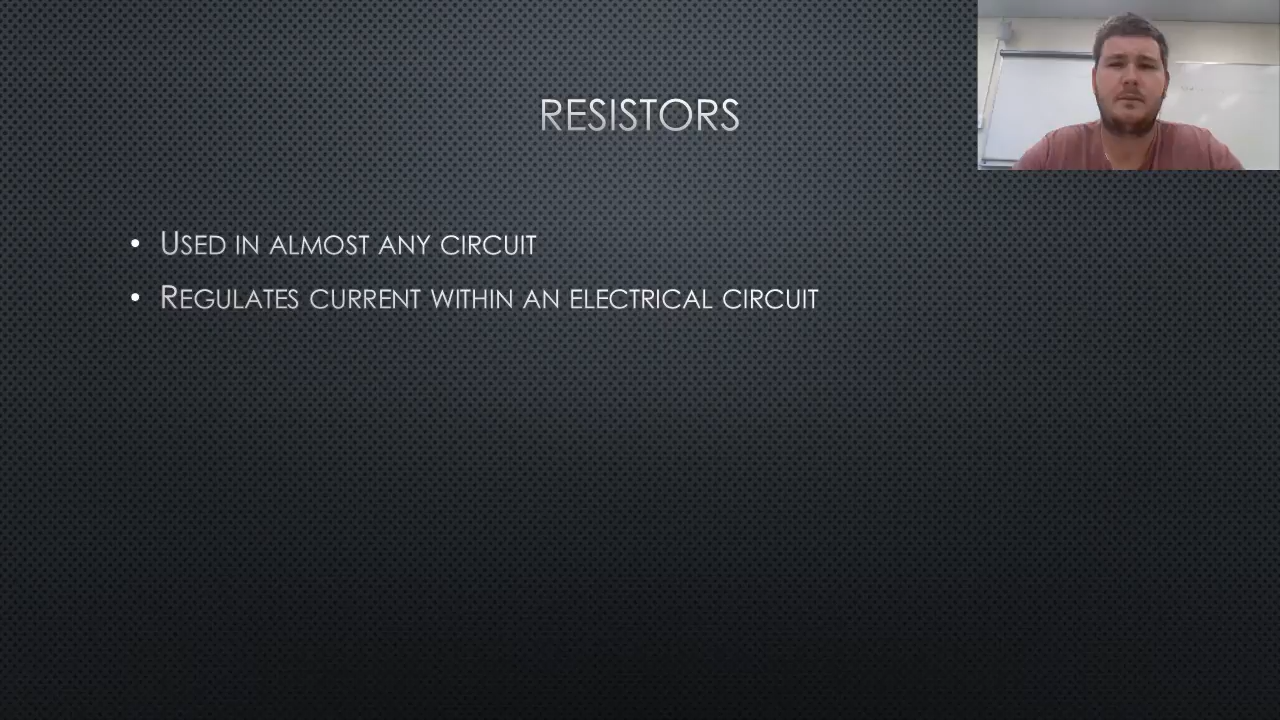 RESISTORS
• USED IN ALMOST ANY CIRCUIT
• REGULATES CURRENT WITHIN AN ELECTRICAL CIRCUIT